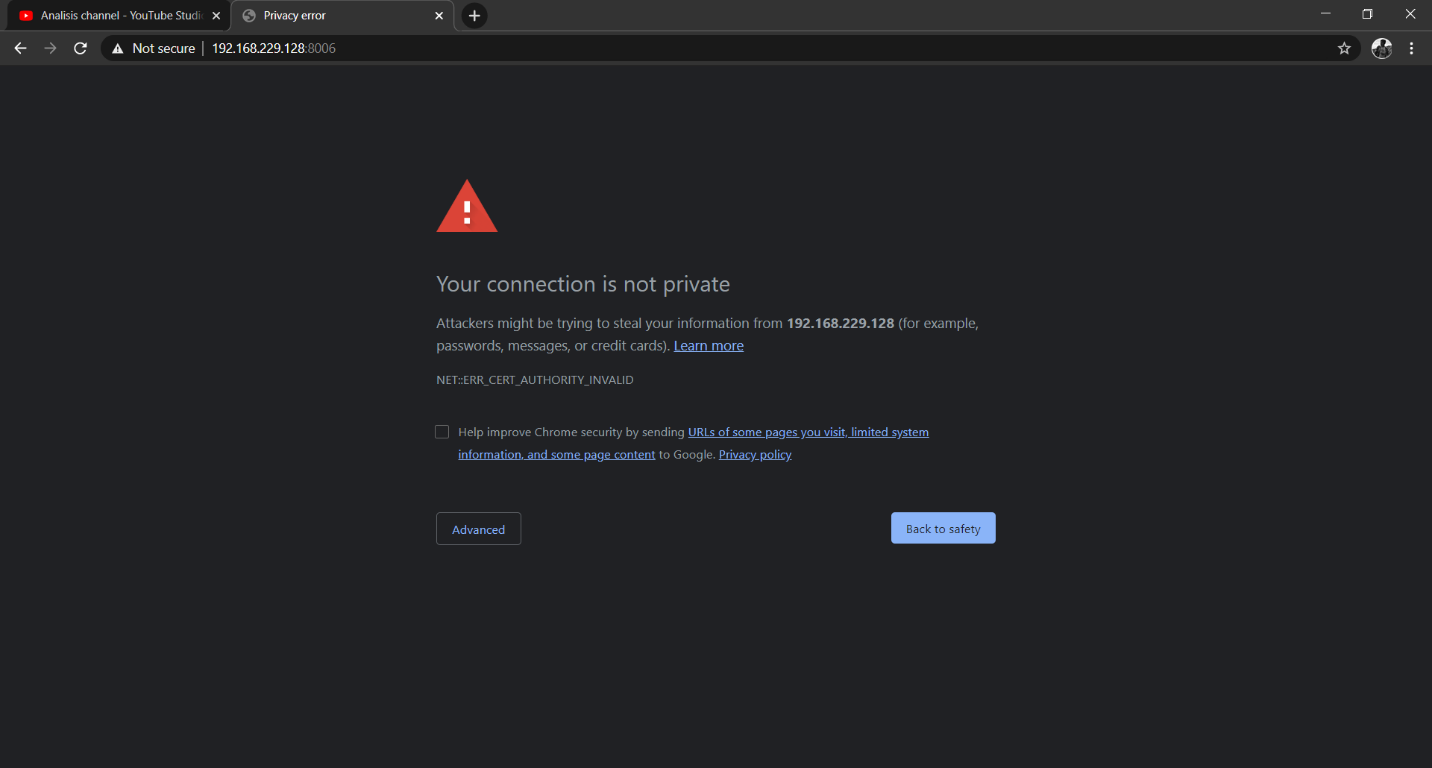 Analisis channel - YouTube Studi
Privacy error
Not secure
192.168.229.128:8006
Your connection is not private
Attackers might be trying to steal your information from 192.168.229.128 (for example,
passwords, messages, or credit cards). Learn more
NET::ERR_CERT_AUTHORITY_INVALID
Help improve Chrome security by sending URLs of some pages you visit, limited system
information, and some page content to Google. Privacy policy
Advanced
Back to safety